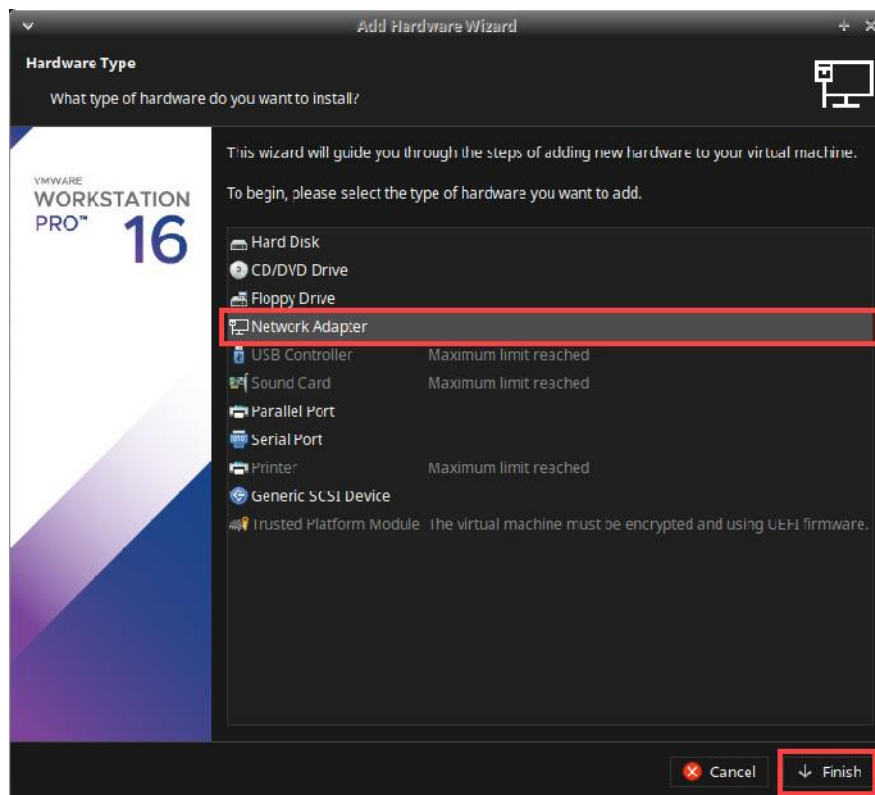 Add Hardware Wizard
Hardware Type
What type of hardware do you want to install?
This wizard will guide you through the steps of adding new hardware to your virtual machine.
VMWARE
WORKSTATION
PRO™ 16
To begin, please select the type of hardware you want to add.
Hard Disk
CD/DVD Drive
Floppy Drive
Network Adapter
USB Controller Maximum limit reached
Sound Card Maximum limit reached
Parallel Port
Serial Port
Printer Maximum limit reached
Generic SCSI Device
Trusted Platform Module The virtual machine must be encrypted and using UEFI firmware.
Cancel Finish